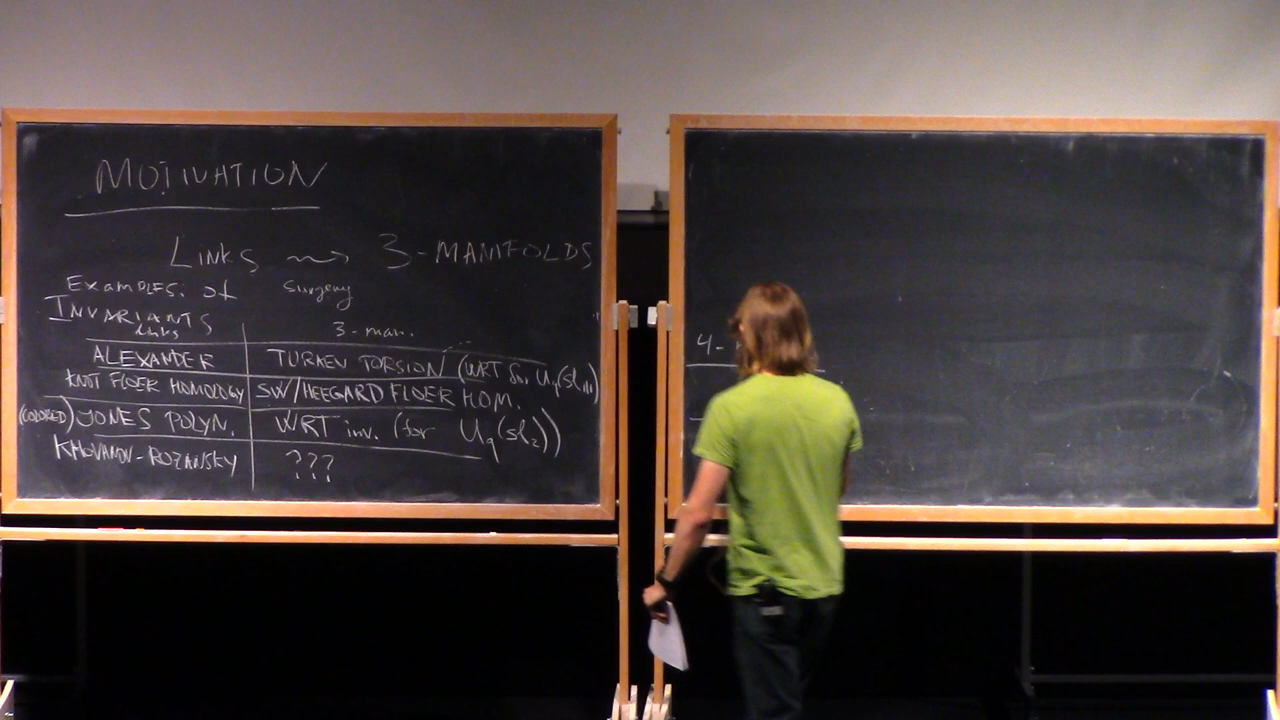 MOTIVATION
LINKS ⇝ 3-MANIFOLDS
Examples: of surgery
INVARIANTS
links 3-man.
ALEXANDER TURAEV TORSION (WRT for Uq(sl1|1))
KNOT FLOER HOMOLOGY SW/HEEGARD FLOER HOM.
(COLORED) JONES POLYN. WRT inv. (for Uq(sl2))
KHOVANOV-ROZANSKY ???
4-